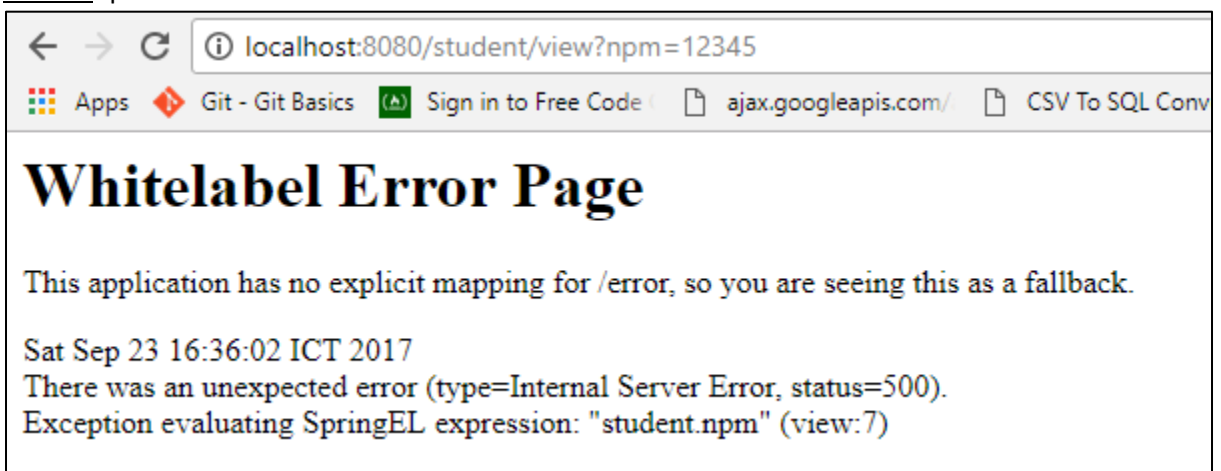 localhost:8080/student/view?npm=12345
Apps Git - Git Basics Sign in to Free Code ajax.googleapis.com/ CSV To SQL Conv
Whitelabel Error Page
This application has no explicit mapping for /error, so you are seeing this as a fallback.
Sat Sep 23 16:36:02 ICT 2017
There was an unexpected error (type=Internal Server Error, status=500).
Exception evaluating SpringEL expression: "student.npm" (view:7)